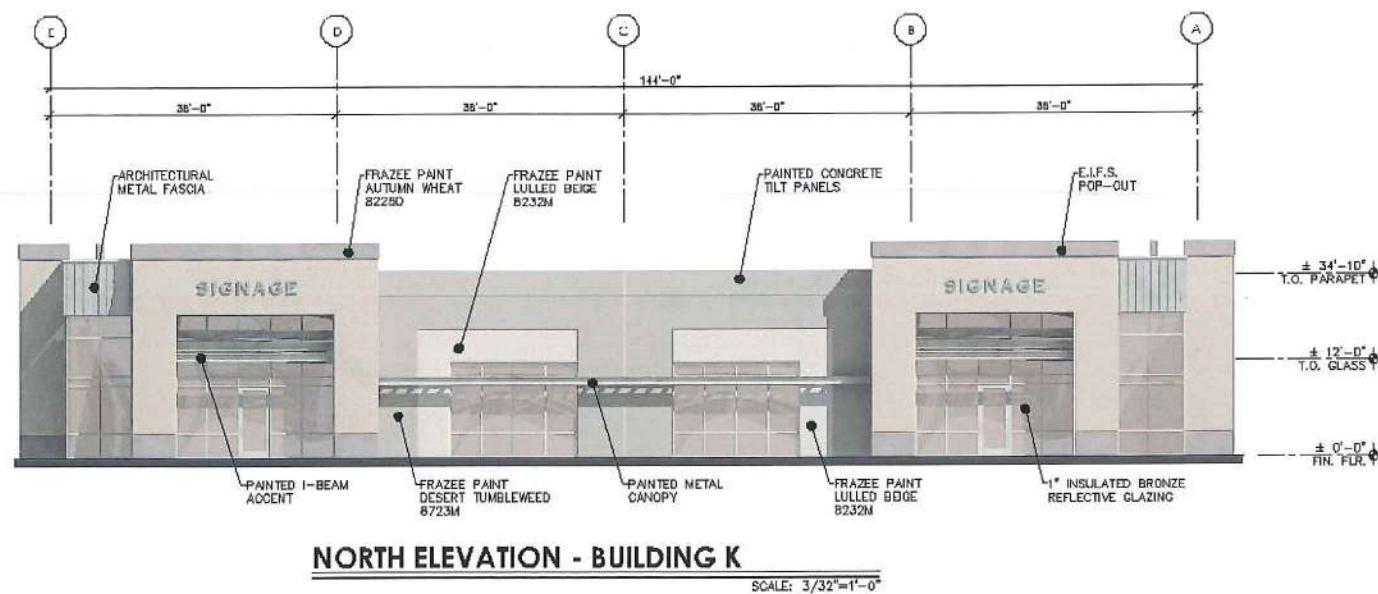 E
D
C
B
A
144'-0"
36'-0"
36'-0"
36'-0"
36'-0"
ARCHITECTURAL
METAL FASCIA
FRAZEE PAINT
AUTUMN WHEAT
FRAZEE PAINT
LULLED BEIGE
8232M
PAINTED CONCRETE
TILT PANELS
E.I.F.S.
POP-OUT
SIGNAGE
SIGNAGE
± 34'-10"
T.O. PARAPET
± 12'-0"
T.O. GLASS
± 0'-0"
FIN. FLR.
PAINTED I-BEAM
ACCENT
FRAZEE PAINT
DESERT TUMBLEWEED
8723M
PAINTED METAL
CANOPY
FRAZEE PAINT
LULLED BEIGE
8232M
1" INSULATED BRONZE
REFLECTIVE GLAZING
NORTH ELEVATION - BUILDING K
SCALE: 3/32"=1'-0"